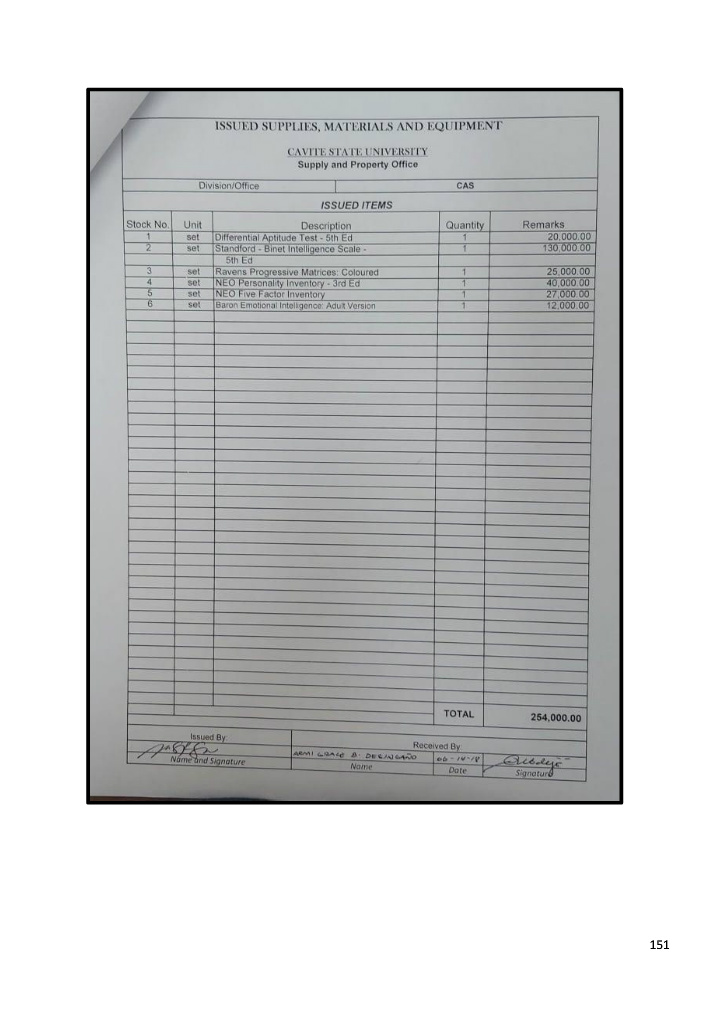 ISSUED SUPPLIES, MATERIALS AND EQUIPMENT
CAVITE STATE UNIVERSITY
Supply and Property Office
Division/Office CAS
ISSUED ITEMS
Stock No. Unit Description Quantity Remarks
1 set Differential Aptitude Test - 5th Ed 1 20,000.00
2 set Standford - Binet Intelligence Scale - 1 130,000.00
5th Ed
3 set Ravens Progressive Matrices: Coloured 1 25,000.00
4 set NEO Personality Inventory - 3rd Ed 1 40,000.00
5 set NEO Five Factor Inventory 1 27,000.00
6 set Baron Emotional Intelligence: Adult Version 1 12,000.00
TOTAL 254,000.00
Issued By: Received By
ARMI GRACE B. DESINGAÑO 06-14-18
Name and Signature Name Date Signature
151